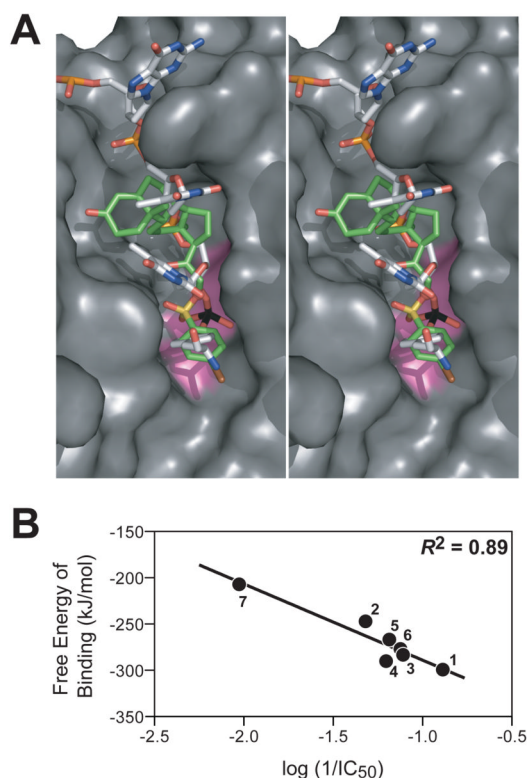 A
B
R² = 0.89
Free Energy of
Binding (kJ/mol)
-150
-200
-250
-300
-350
7
2
5
6
4
3
1
-2.5
-2.0
-1.5
-1.0
-0.5
log (1/IC₅₀)